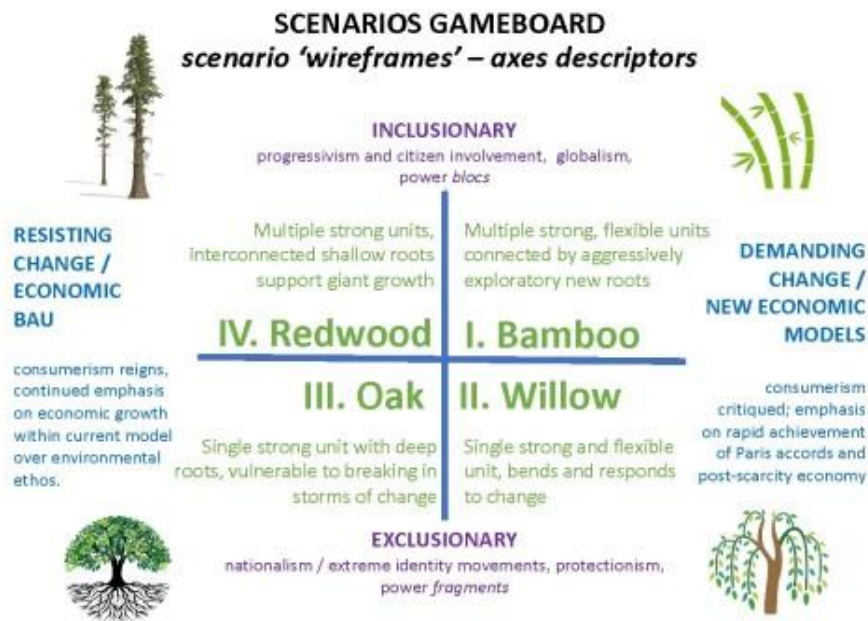 SCENARIOS GAMEBOARD
scenario ‘wireframes’ – axes descriptors
INCLUSIONARY
progressivism and citizen involvement, globalism,
power blocs
RESISTING
CHANGE /
ECONOMIC
BAU
consumerism reigns,
continued emphasis
on economic growth
within current model
over environmental
ethos.
Multiple strong units,
interconnected shallow roots
support giant growth
IV. Redwood
Multiple strong, flexible units
connected by aggressively
exploratory new roots
I. Bamboo
DEMANDING
CHANGE /
NEW ECONOMIC
MODELS
consumerism
critiqued; emphasis
on rapid achievement
of Paris accords and
post-scarcity economy
III. Oak
Single strong unit with deep
roots, vulnerable to breaking in
storms of change
II. Willow
Single strong and flexible
unit, bends and responds
to change
EXCLUSIONARY
nationalism / extreme identity movements, protectionism,
power fragments